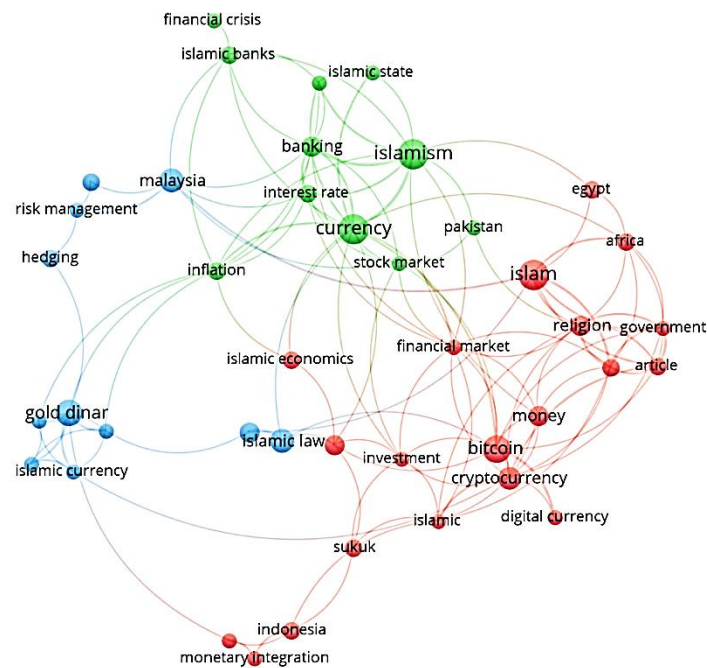 financial crisis
islamic banks
islamic state
banking
islamism
malaysia
interest rate
egypt
risk management
currency
pakistan
africa
hedging
stock market
inflation
islam
religion
government
financial market
islamic economics
article
gold dinar
money
islamic law
bitcoin
investment
islamic currency
cryptocurrency
islamic
digital currency
sukuk
indonesia
monetary integration